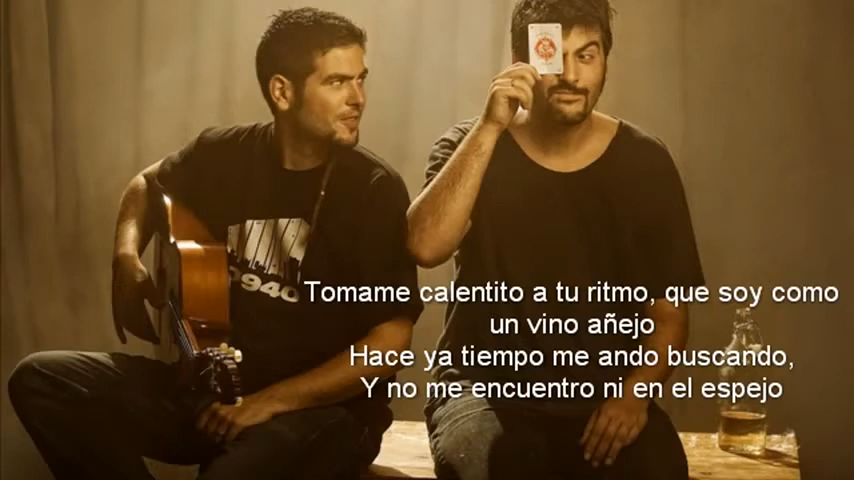 0940
Tomame calentito a tu ritmo, que soy como
un vino añejo
Hace ya tiempo me ando buscando,
Y no me encuentro ni en el espejo